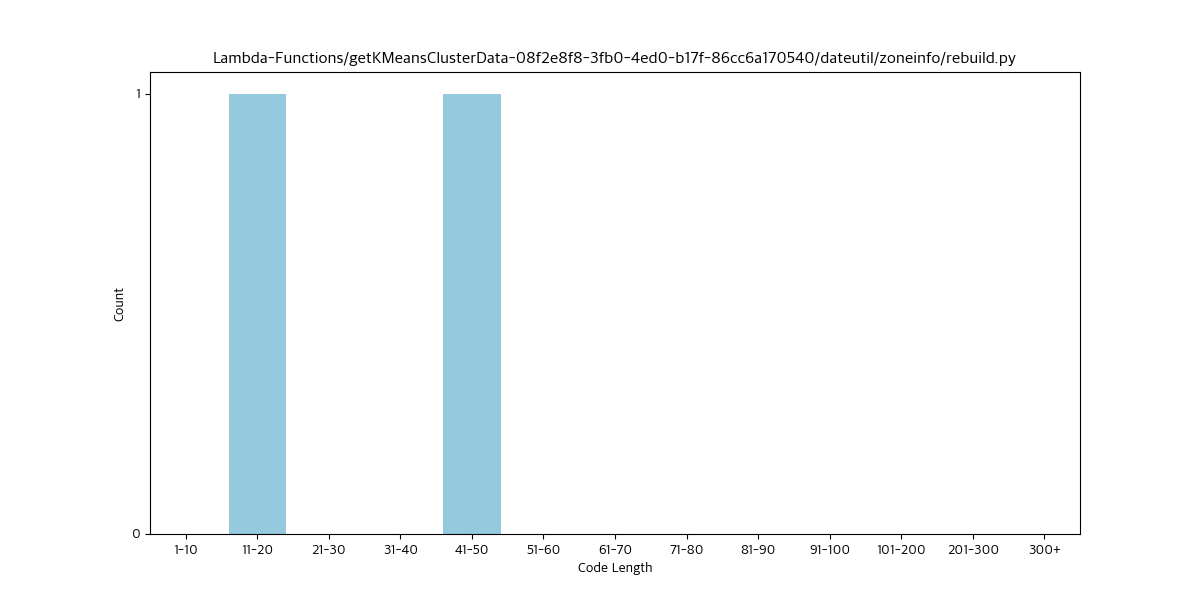 Lambda-Functions/getKMeansClusterData-08f2e8f8-3fb0-4ed0-b17f-86cc6a170540/dateutil/zoneinfo/rebuild.py
1
Count
0
1-10 11-20 21-30 31-40 41-50 51-60 61-70 71-80 81-90 91-100 101-200 201-300 300+
Code Length